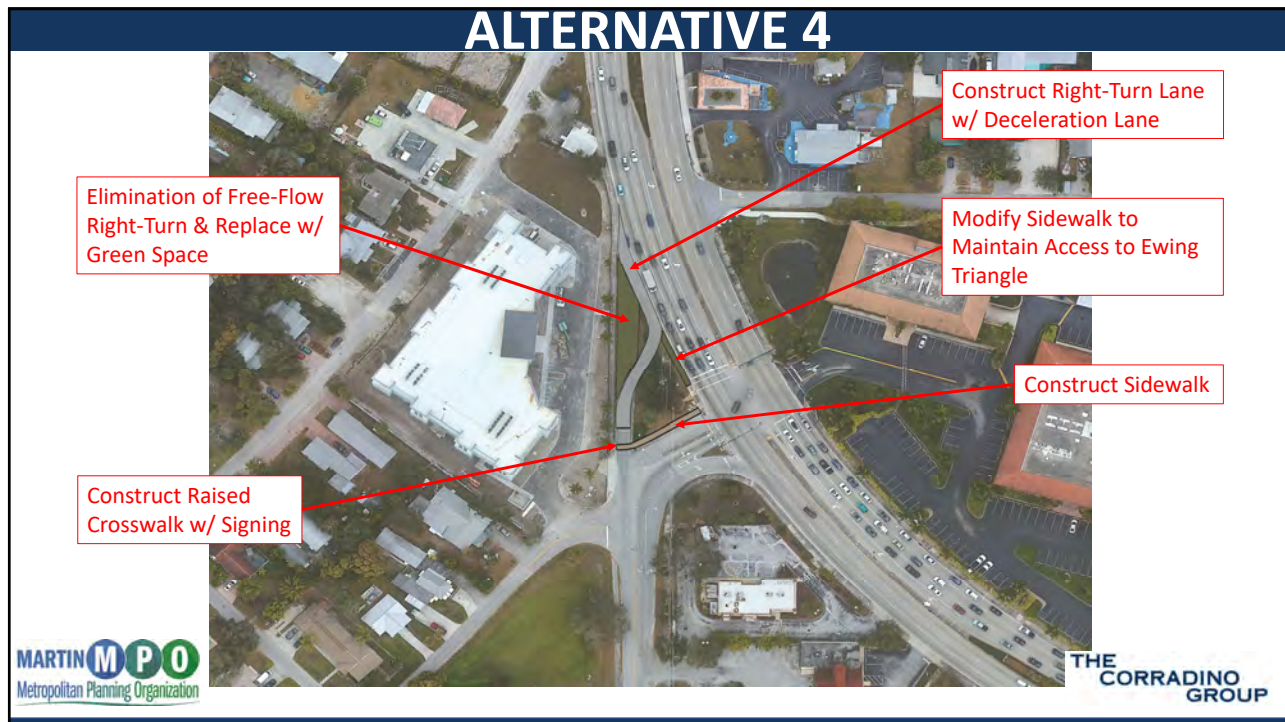 ALTERNATIVE 4
Construct Right-Turn Lane
w/ Deceleration Lane
Elimination of Free-Flow
Right-Turn & Replace w/
Green Space
Modify Sidewalk to
Maintain Access to Ewing
Triangle
Construct Sidewalk
Construct Raised
Crosswalk w/ Signing
MARTIN MPO
Metropolitan Planning Organization
THE
CORRADINO
GROUP